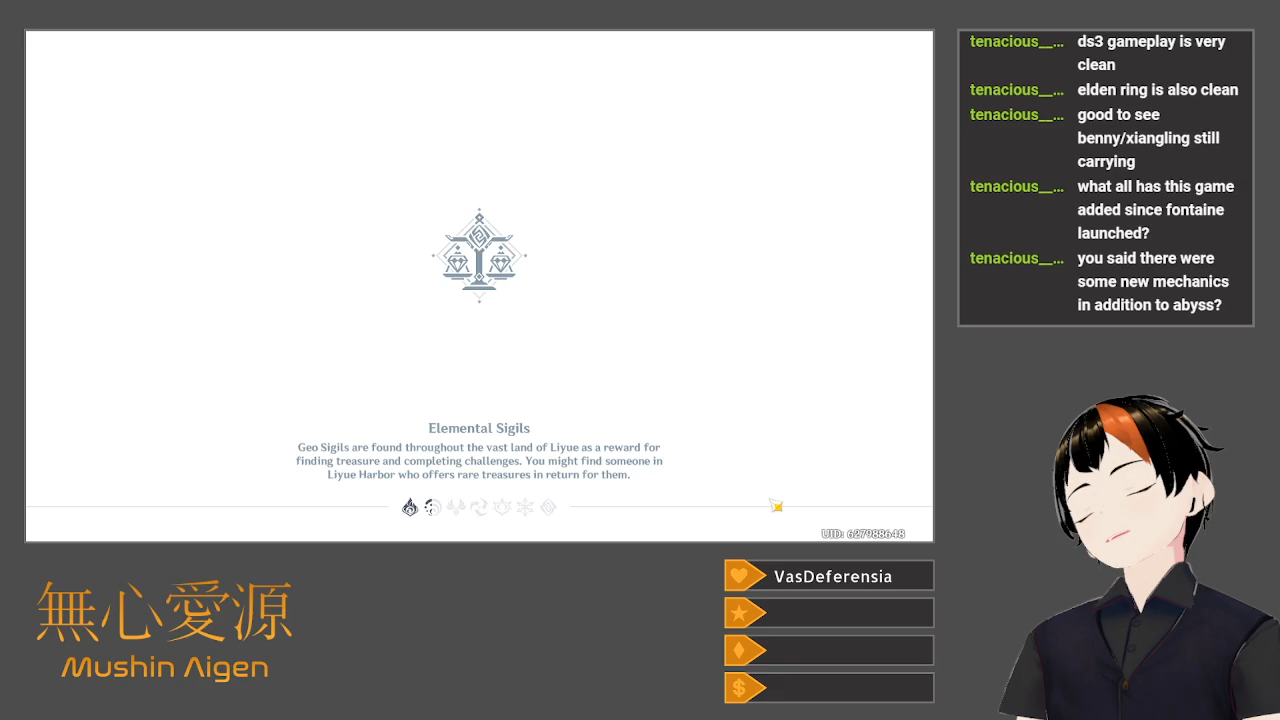 tenacious__... ds3 gameplay is very
clean
tenacious__... elden ring is also clean
tenacious__... good to see
benny/xiangling still
carrying
tenacious__... what all has this game
added since fontaine
launched?
tenacious__... you said there were
some new mechanics
in addition to abyss?
Elemental Sigils
Geo Sigils are found throughout the vast land of Liyue as a reward for
finding treasure and completing challenges. You might find someone in
Liyue Harbor who offers rare treasures in return for them.
UID: 627988648
無心愛源
Mushin Aigen
VasDeferensia